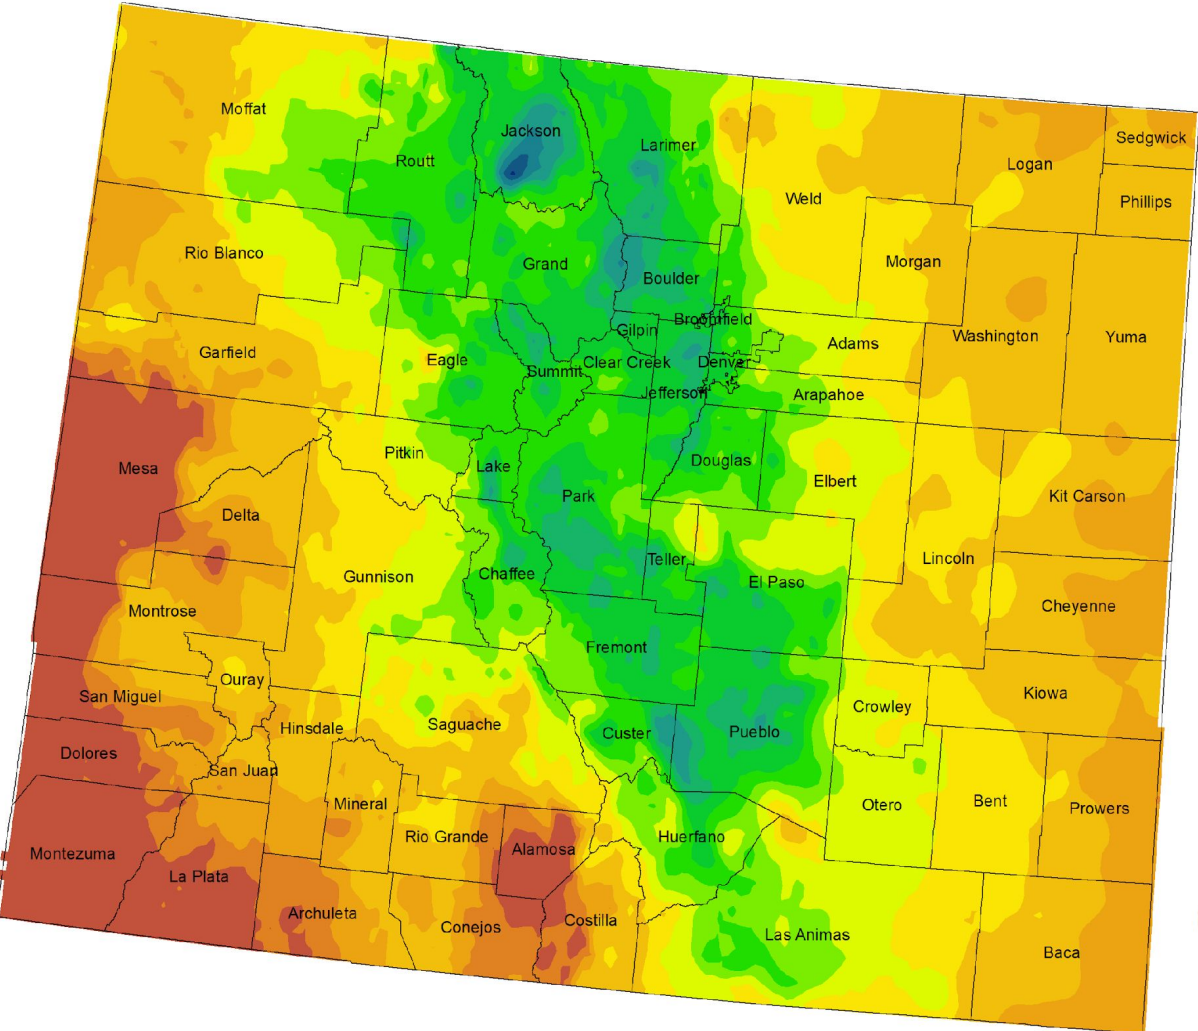 Moffat
Jackson
Larimer
Routt
Sedgwick
Logan
Phillips
Weld
Rio Blanco
Grand
Boulder
Morgan
Broomfield
Gilpin
Washington
Yuma
Adams
Garfield
Eagle
Summit
Clear Creek
Denver
Jefferson
Arapahoe
Mesa
Pitkin
Lake
Douglas
Elbert
Park
Kit Carson
Delta
Gunnison
Chaffee
Teller
El Paso
Lincoln
Montrose
Cheyenne
Fremont
Ouray
San Miguel
Hinsdale
Saguache
Custer
Pueblo
Crowley
Kiowa
Dolores
San Juan
Mineral
Otero
Bent
Prowers
Rio Grande
Alamosa
Huerfano
Montezuma
La Plata
Archuleta
Conejos
Costilla
Las Animas
Baca